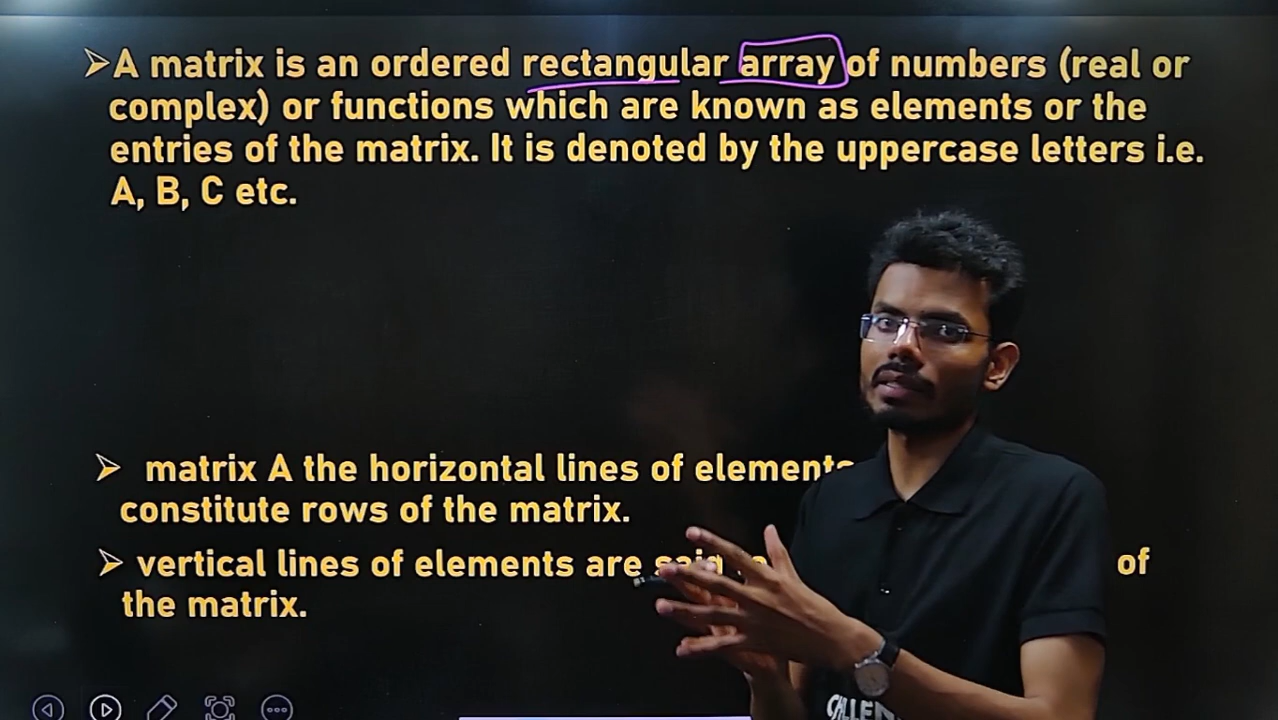 ➢A matrix is an ordered rectangular array of numbers (real or
complex) or functions which are known as elements or the
entries of the matrix. It is denoted by the uppercase letters i.e.
A, B, C etc.
➢ matrix A the horizontal lines of elements
constitute rows of the matrix.
➢ vertical lines of elements are said of
the matrix.